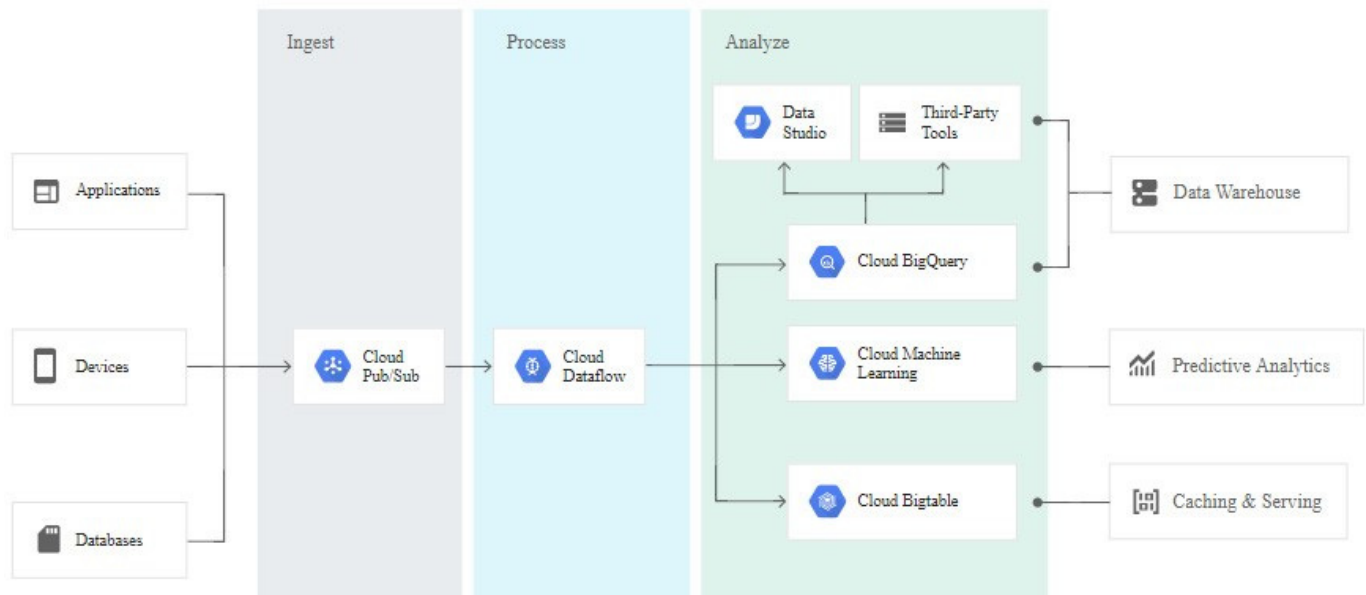 Ingest
Process
Analyze
Data
Studio
Third-Party
Tools
Applications
Data Warehouse
Cloud BigQuery
Devices
Cloud
Pub/Sub
Cloud
Dataflow
Cloud Machine
Learning
Predictive Analytics
Databases
Cloud Bigtable
Caching & Serving